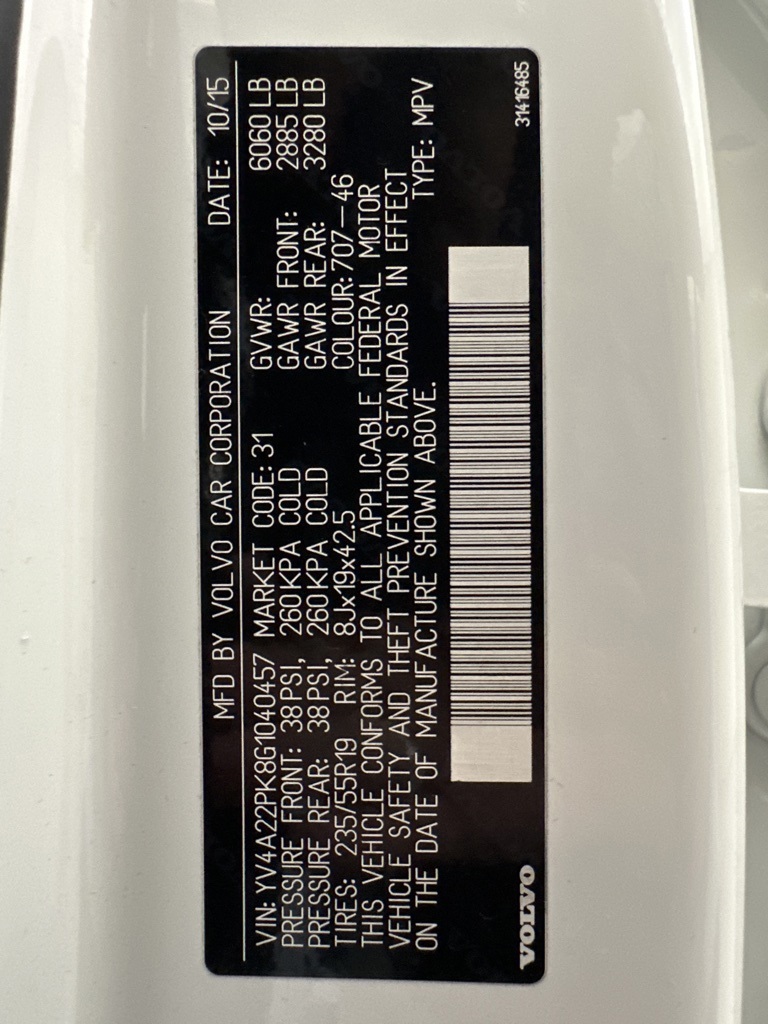 MFD BY VOLVO CAR CORPORATION DATE: 10/15
VIN: YV4A22PK8G1040457 MARKET CODE: 31 GVWR: 6060 LB
PRESSURE FRONT: 38PSI, 260KPA COLD GAWR FRONT: 2885 LB
PRESSURE REAR: 38PSI, 260KPA COLD GAWR REAR: 3280 LB
TIRES: 235/55R19 RIM: 8Jx19x42.5 COLOUR: 707-46
THIS VEHICLE CONFORMS TO ALL APPLICABLE FEDERAL MOTOR
VEHICLE SAFETY AND THEFT PREVENTION STANDARDS IN EFFECT
ON THE DATE OF MANUFACTURE SHOWN ABOVE. TYPE: MPV
VOLVO 31416485